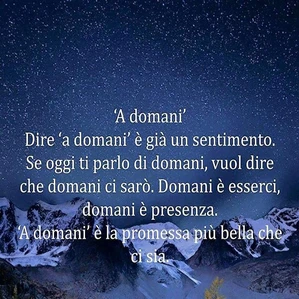 ‘A domani’
Dire ‘a domani’ è già un sentimento.
Se oggi ti parlo di domani, vuol dire
che domani ci sarò. Domani è esserci,
domani è presenza.
‘A domani’ è la promessa più bella che
ci sia.